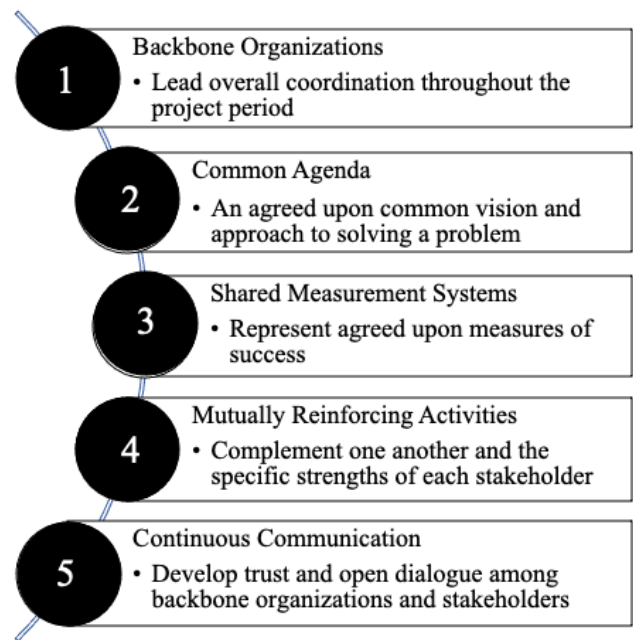 1
Backbone Organizations
• Lead overall coordination throughout the
project period
2
Common Agenda
• An agreed upon common vision and
approach to solving a problem
3
Shared Measurement Systems
• Represent agreed upon measures of
success
4
Mutually Reinforcing Activities
• Complement one another and the
specific strengths of each stakeholder
5
Continuous Communication
• Develop trust and open dialogue among
backbone organizations and stakeholders